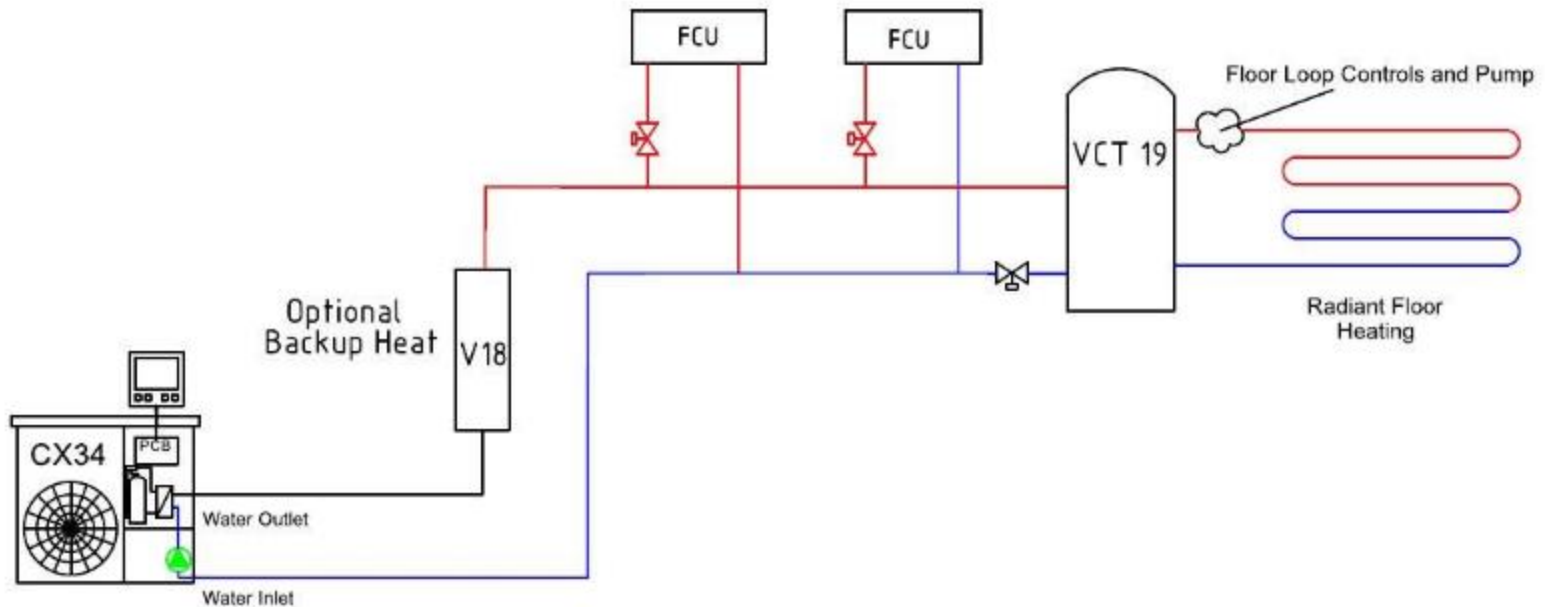 FCU
FCU
Floor Loop Controls and Pump
VCT 19
Optional
Backup Heat
V18
Radiant Floor
Heating
PCB
CX34
Water Outlet
Water Inlet